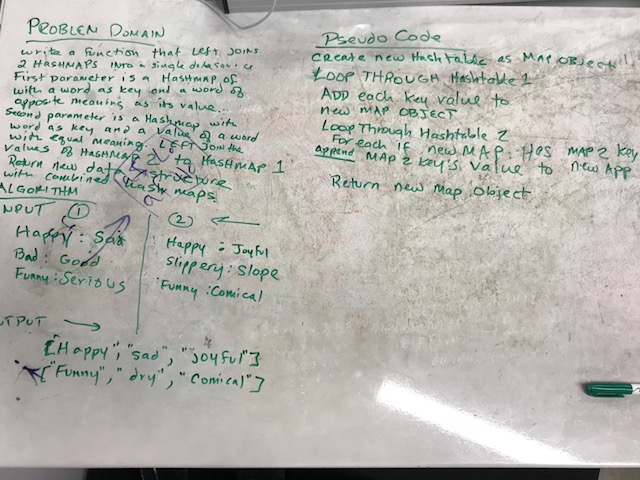 PROBLEM DOMAIN
write a function that LEFT JOINS
2 HASHMAPS INTO a single datasource
First parameter is a HASHMAP of
with a word as key and a word of
opposite meaning as its value...
Second parameter is a Hashmap with
word as key and a value of a word
with equal meaning. LEFT JOIN the
values of HASHMAP 2 to HASHMAP 1
Return new data structure
with combined hash maps
ALGORITHM
INPUT 1
Happy : Sad
Bad : Good
Funny : Serious
2
Happy : Joyful
Slippery : Slope
Funny : Comical
OUTPUT
["Happy", "sad", "joyful"]
["Funny", "dry", "comical"]
Pseudo Code
Create new Hashtable as MAP OBJECT
LOOP THROUGH Hashtable 1
ADD each key value to
new MAP OBJECT
Loop Through Hashtable 2
For each if new MAP. Has MAP 2 key
append MAP 2 key's value to new App
Return new Map Object